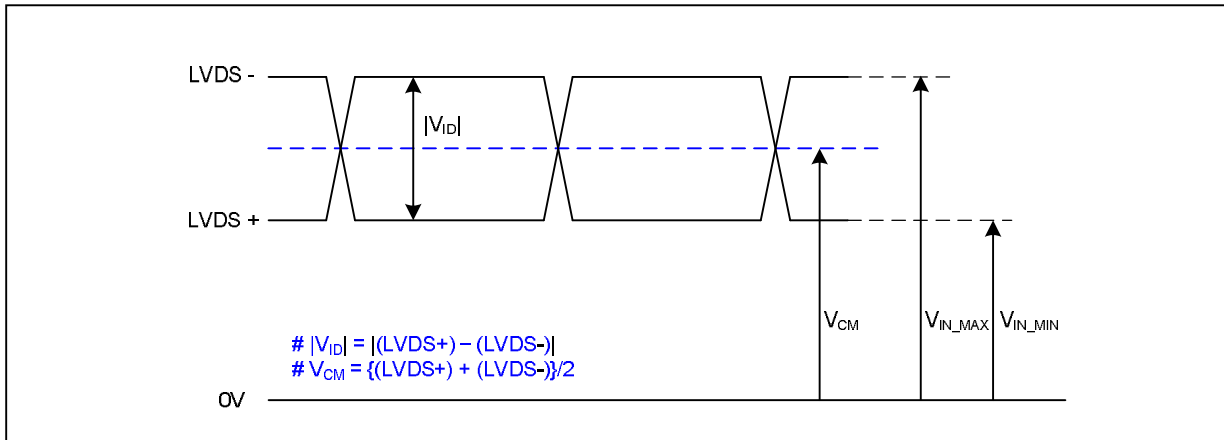 LVDS -
|VID|
LVDS +
VCM
VIN_MAX
VIN_MIN
# |VID| = |(LVDS+) – (LVDS-)|
# VCM = {(LVDS+) + (LVDS-)}/2
0V